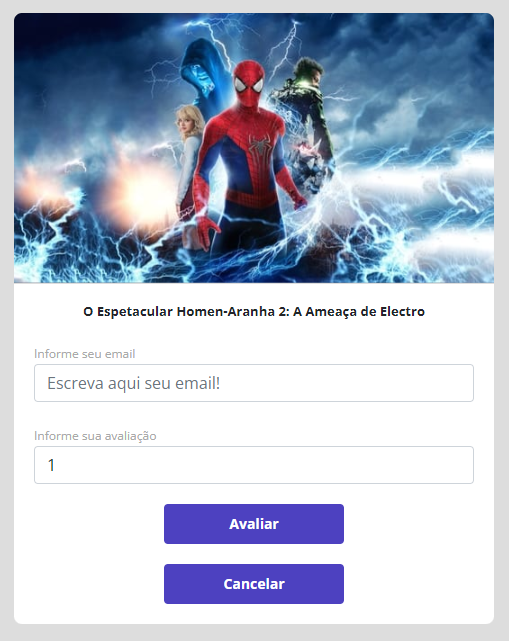 O Espetacular Homen-Aranha 2: A Ameaça de Electro
Informe seu email
Escreva aqui seu email!
Informe sua avaliação
1
Avaliar
Cancelar